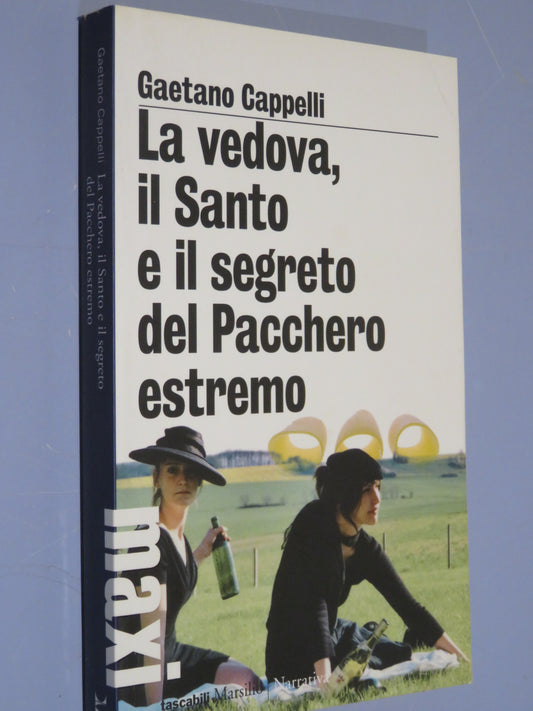 Gaetano Cappelli
La vedova,
il Santo
e il segreto
del Pacchero
estremo
maxi
tascabili Marsilio Narrativa
Gaetano Cappelli La vedova, il Santo e il segreto
del Pacchero estremo